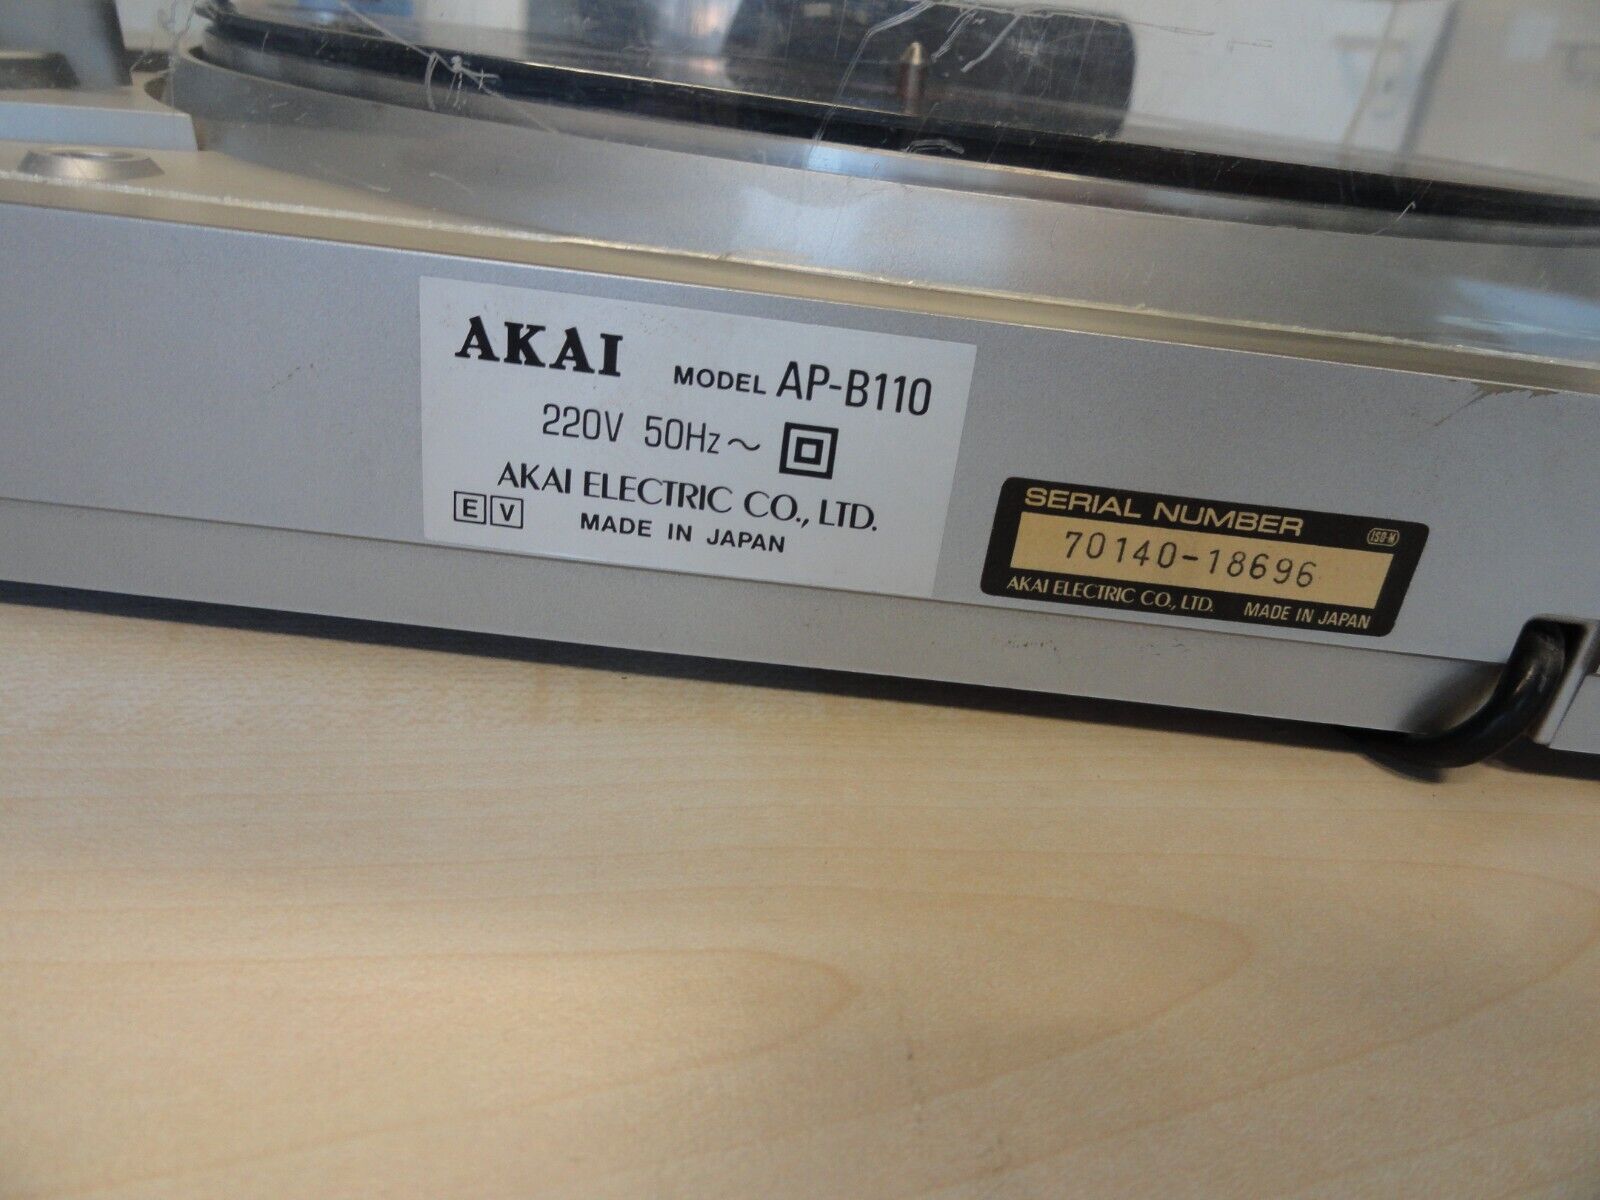 AKAI MODEL AP-B110
220V 50Hz~
AKAI ELECTRIC CO., LTD.
E V MADE IN JAPAN
SERIAL NUMBER
ISO-N
70140-18696
AKAI ELECTRIC CO., LTD. MADE IN JAPAN